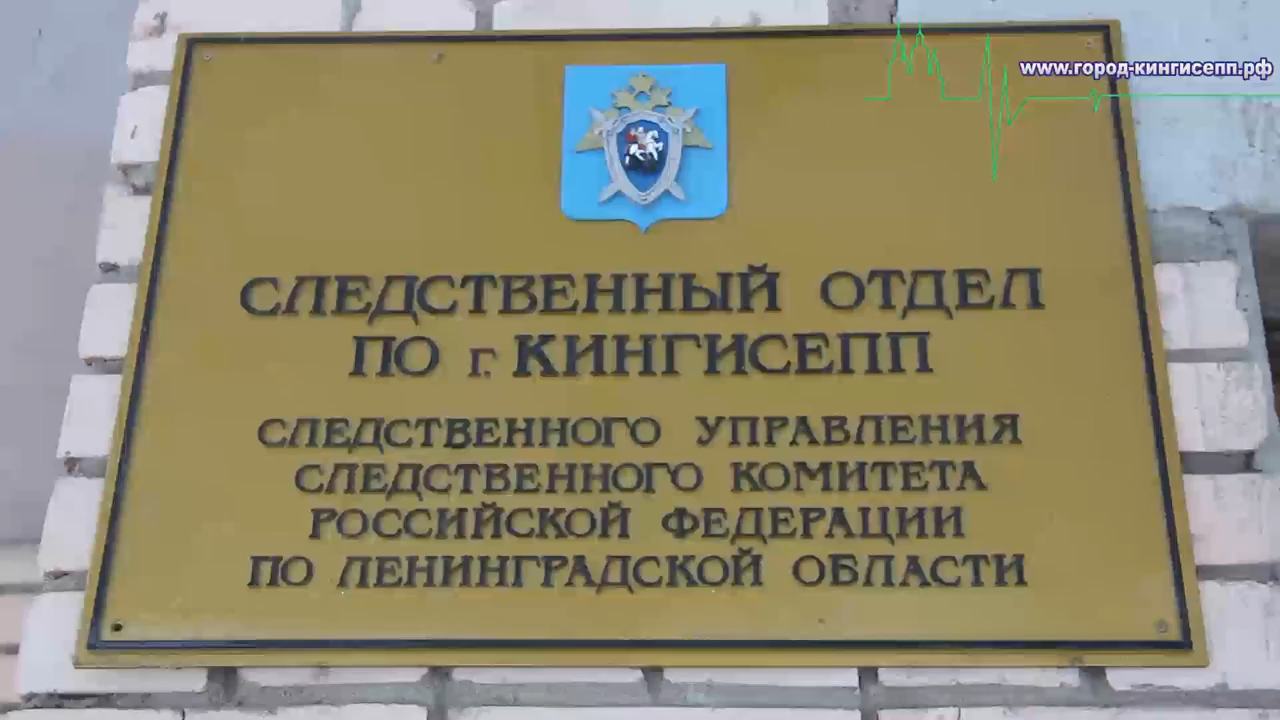 www.город-кингисепп.рф
СЛЕДСТВЕННЫЙ ОТДЕЛ
ПО г. КИНГИСЕПП
СЛЕДСТВЕННОГО УПРАВЛЕНИЯ
СЛЕДСТВЕННОГО КОМИТЕТА
РОССИЙСКОЙ ФЕДЕРАЦИИ
ПО ЛЕНИНГРАДСКОЙ ОБЛАСТИ